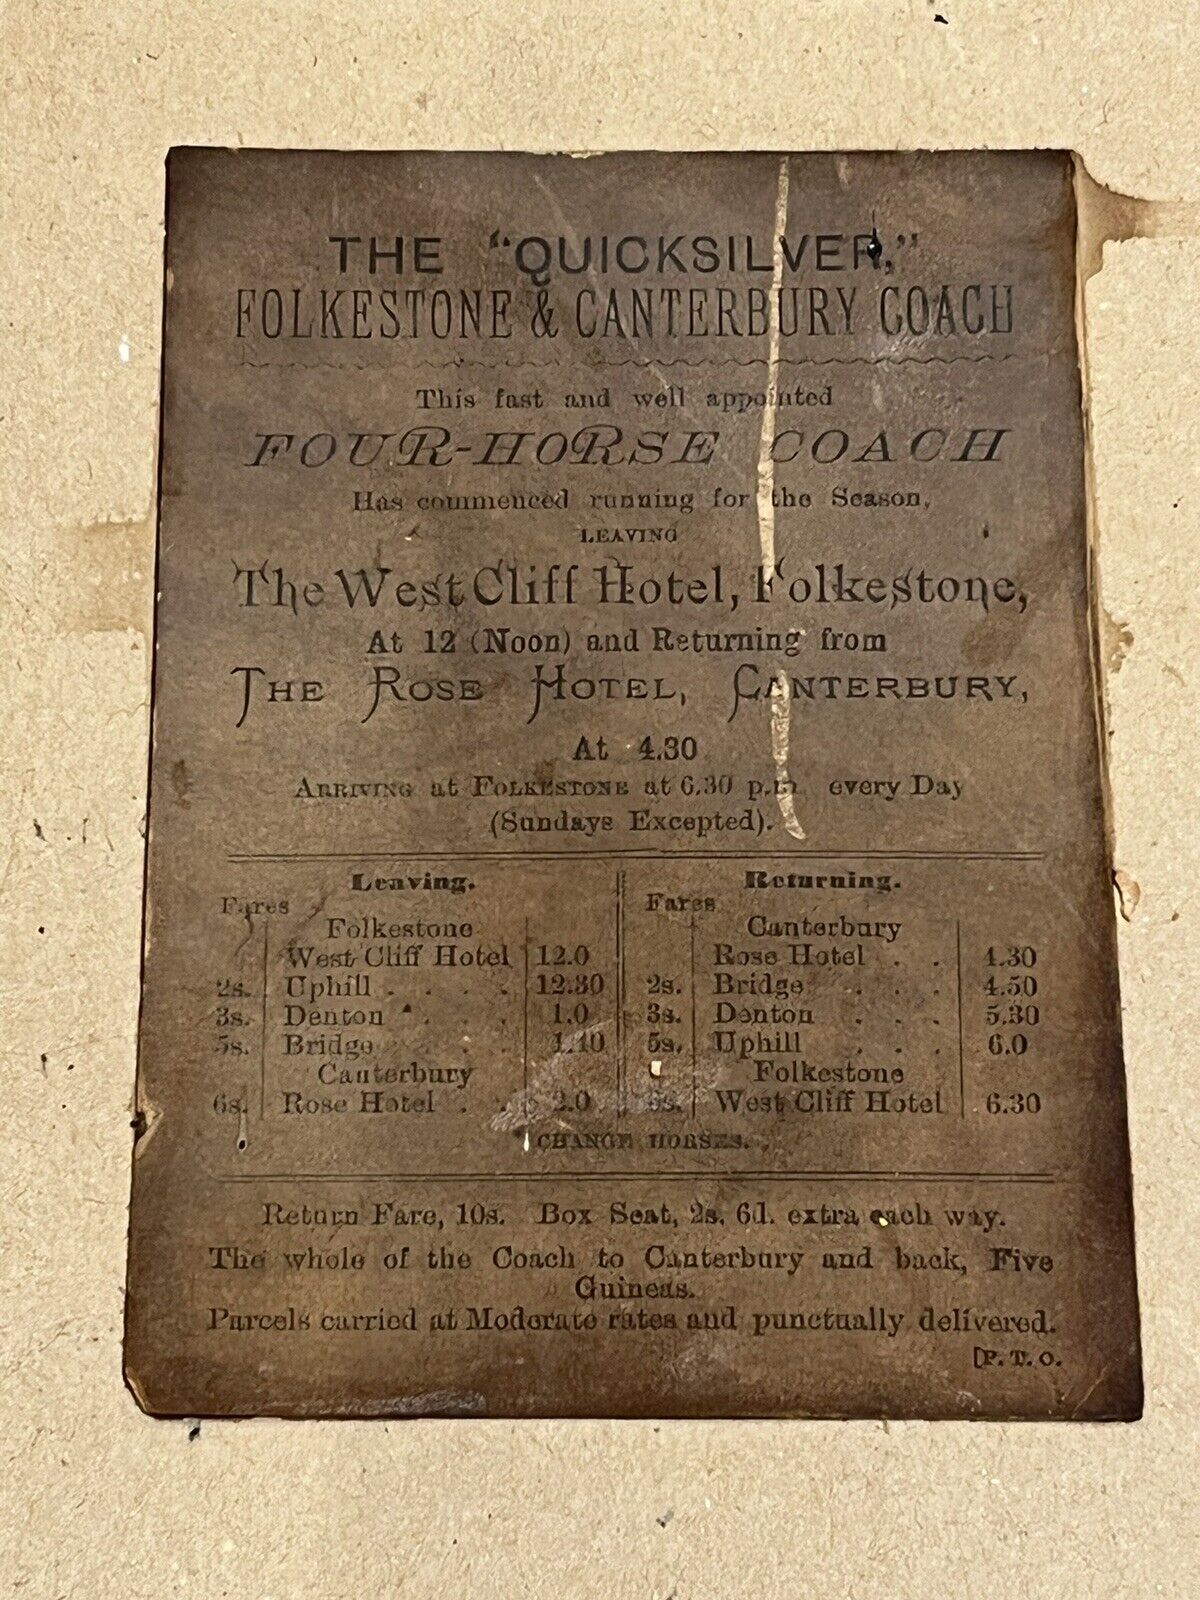 THE "QUICKSILVER,"
FOLKESTONE & CANTERBURY COACH
This fast and well appointed
FOUR-HORSE COACH
Has commenced running for the Season,
LEAVING
The West Cliff Hotel, Folkestone,
At 12 (Noon) and Returning from
THE ROSE HOTEL, CANTERBURY,
At 4.30
ARRIVING at FOLKESTONE at 6.30 p.m. every Day
(Sundays Excepted).
Leaving.
Fares
Folkestone
West Cliff Hotel 12.0
2s. Uphill . . . . 12.30
3s. Denton * . . . 1.0
5s. Bridge . . . 1.40
Canterbury
6s. Rose Hotel . . 2.0
Returning.
Fares
Canterbury
Rose Hotel . . 4.30
2s. Bridge . . . 4.50
3s. Denton . . . 5.30
5s. Uphill . . . 6.0
Folkestone
6s. West Cliff Hotel 6.30
* CHANGE HORSES.
Return Fare, 10s. Box Seat, 2s. 6d. extra each way.
The whole of the Coach to Canterbury and back, Five
Guineas.
Parcels carried at Moderate rates and punctually delivered.
[P. T. O.